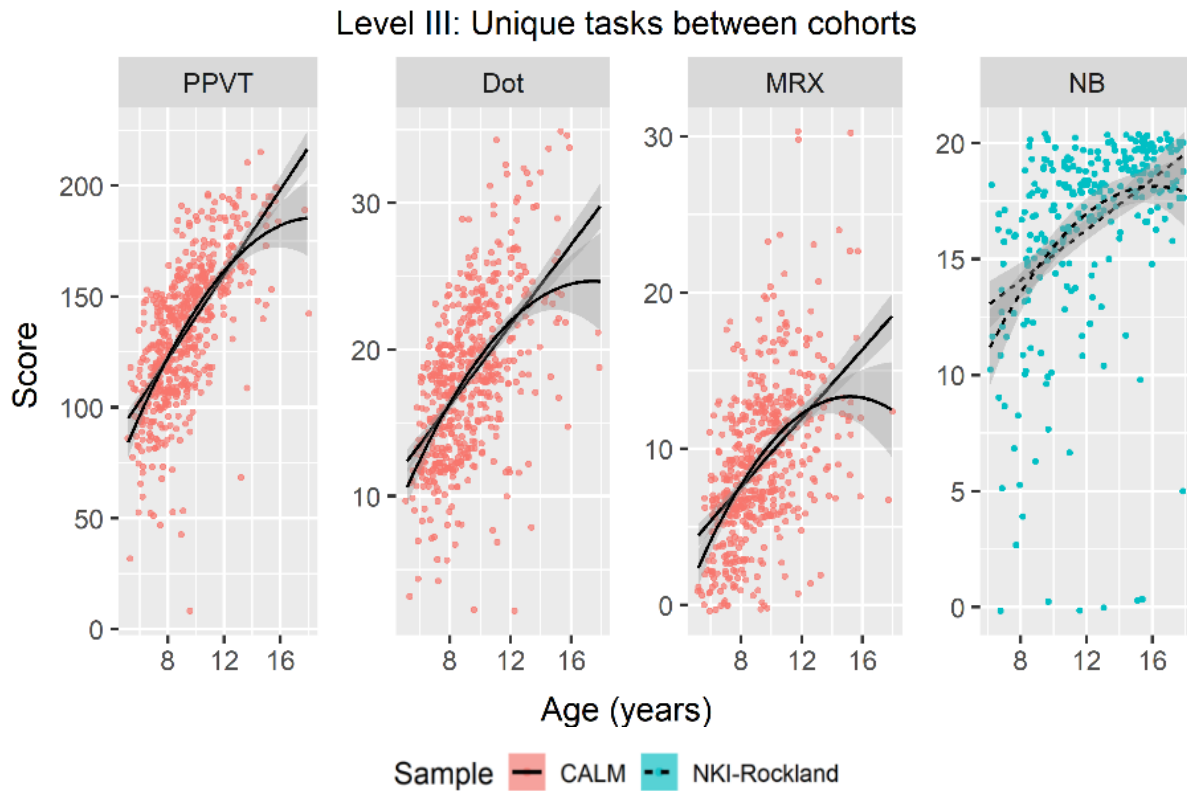 Level III: Unique tasks between cohorts
PPVT
Dot
MRX
NB
Score
200
150
100
50
0
30
20
10
30
20
10
0
20
15
10
5
0
8 12 16
8 12 16
8 12 16
8 12 16
Age (years)
Sample CALM NKI-Rockland